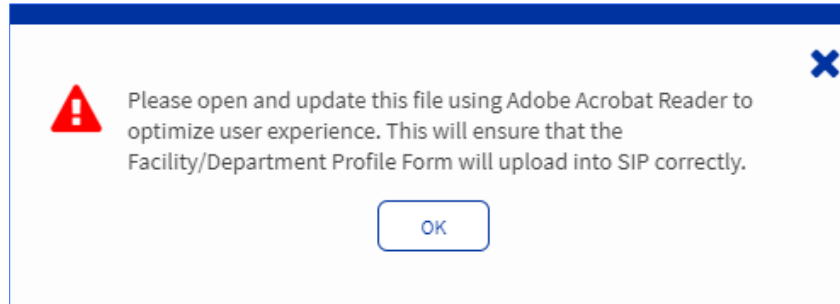 Please open and update this file using Adobe Acrobat Reader to
optimize user experience. This will ensure that the
Facility/Department Profile Form will upload into SIP correctly.
OK